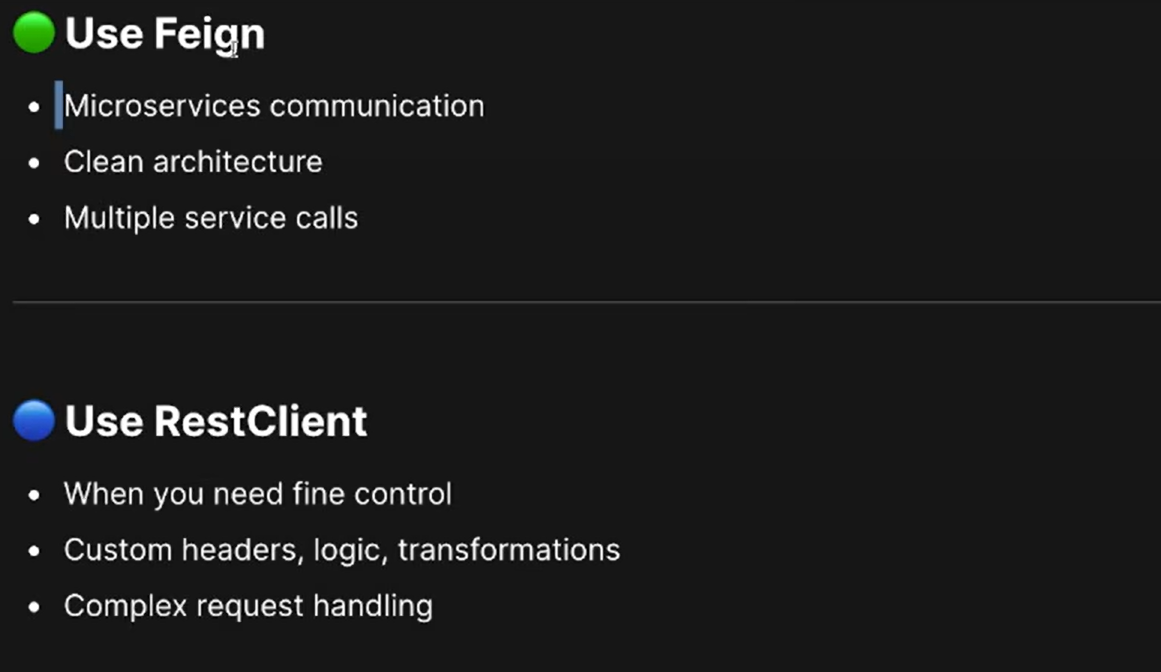 Use Feign
Microservices communication
Clean architecture
Multiple service calls
Use RestClient
When you need fine control
Custom headers, logic, transformations
Complex request handling